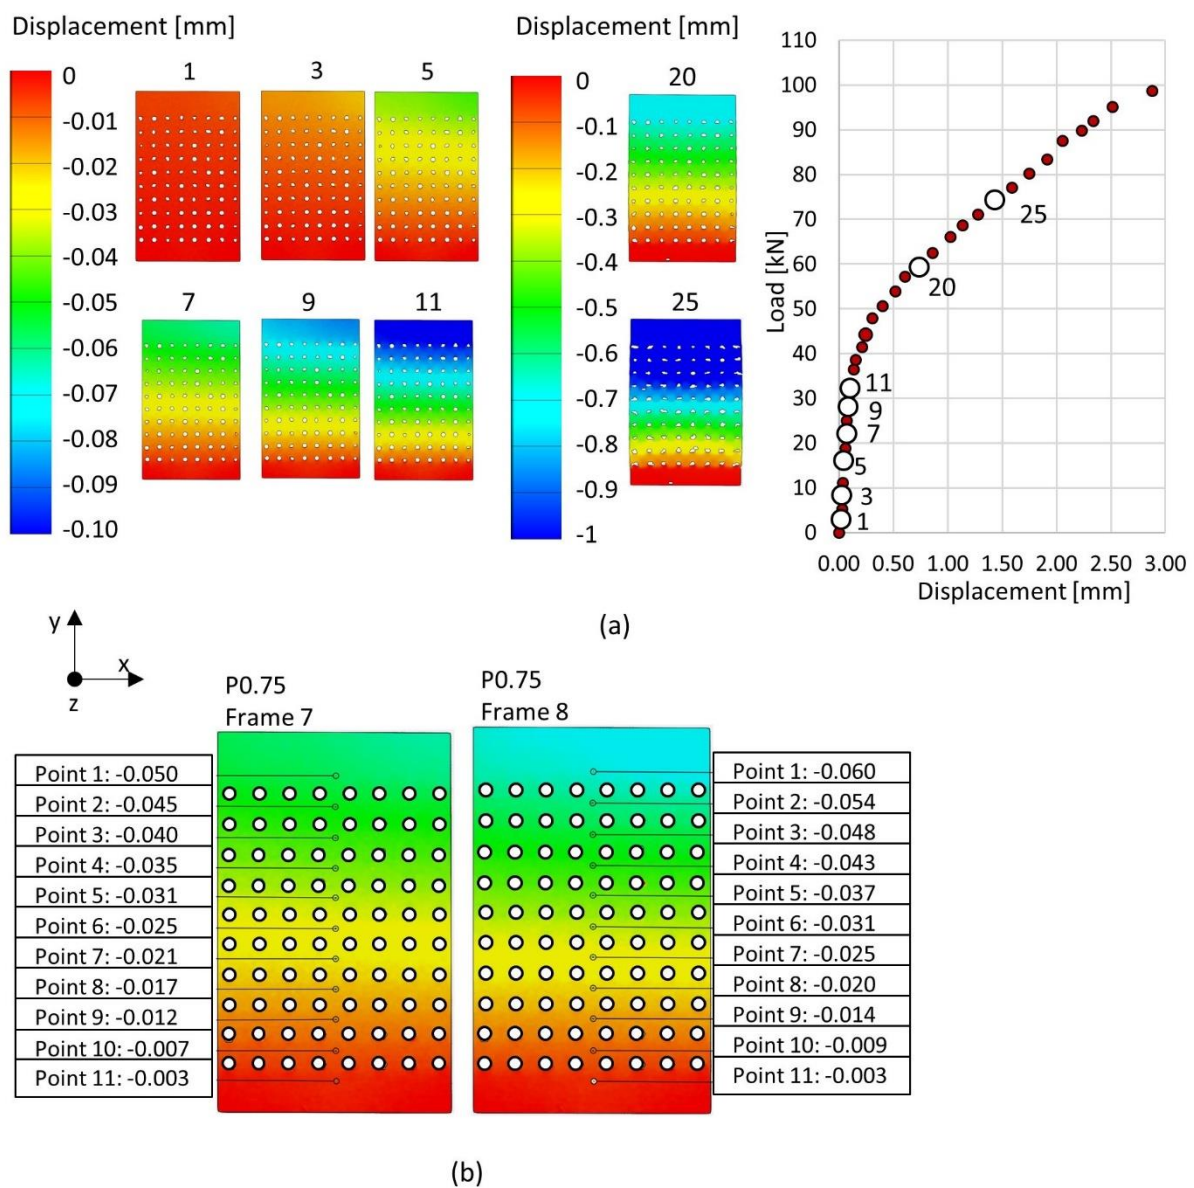 Displacement [mm]
0
-0.01
-0.02
-0.03
-0.04
-0.05
-0.06
-0.07
-0.08
-0.09
-0.10
1
3
5
7
9
11
Displacement [mm]
0
-0.1
-0.2
-0.3
-0.4
-0.5
-0.6
-0.7
-0.8
-0.9
-1
20
25
Load [kN]
110
100
90
80
70
60
50
40
30
20
10
0
25
20
11
9
7
5
3
1
0.00 0.50 1.00 1.50 2.00 2.50 3.00
Displacement [mm]
(a)
y
x
z
P0.75
Frame 7
Point 1: -0.050
Point 2: -0.045
Point 3: -0.040
Point 4: -0.035
Point 5: -0.031
Point 6: -0.025
Point 7: -0.021
Point 8: -0.017
Point 9: -0.012
Point 10: -0.007
Point 11: -0.003
P0.75
Frame 8
Point 1: -0.060
Point 2: -0.054
Point 3: -0.048
Point 4: -0.043
Point 5: -0.037
Point 6: -0.031
Point 7: -0.025
Point 8: -0.020
Point 9: -0.014
Point 10: -0.009
Point 11: -0.003
(b)